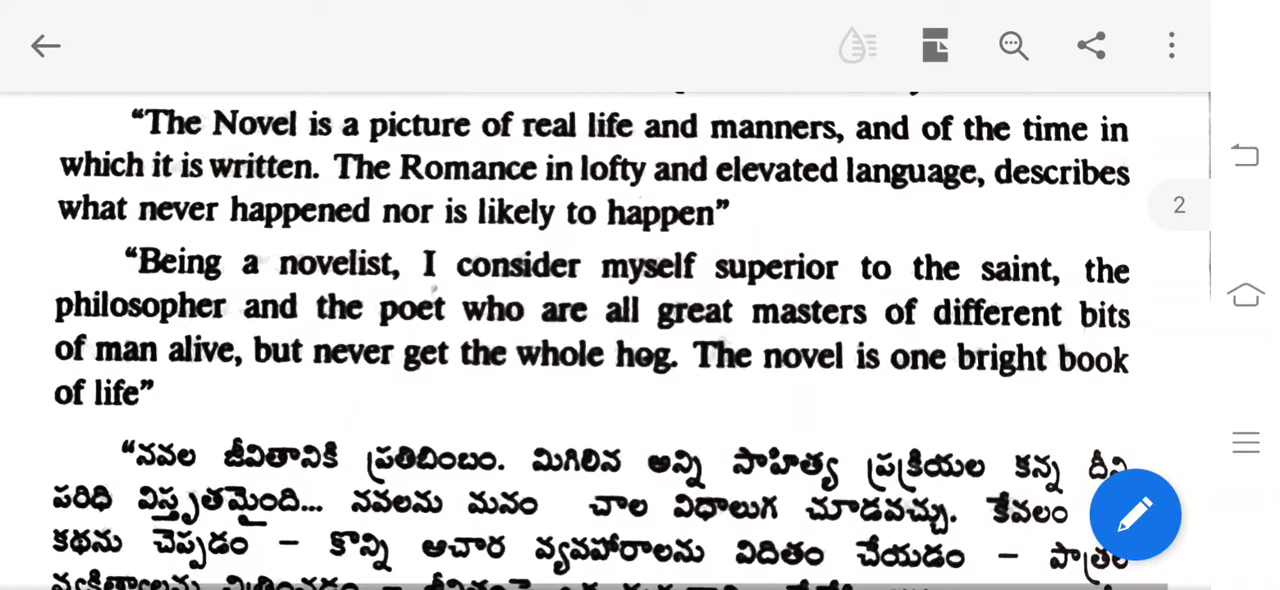 “The Novel is a picture of real life and manners, and of the time in
which it is written. The Romance in lofty and elevated language, describes
what never happened nor is likely to happen”
2
“Being a novelist, I consider myself superior to the saint, the
philosopher and the poet who are all great masters of different bits
of man alive, but never get the whole hog. The novel is one bright book
of life”
“నవల జీవితానికి ప్రతిబింబం. మిగిలిన అన్ని సాహిత్య ప్రక్రియల కన్న దీని
పరిధి విస్తృతమైంది... నవలను మనం చాల విధాలుగ చూడవచ్చు. కేవలం
కథను చెప్పడం – కొన్ని ఆచార వ్యవహారాలను విదితం చేయడం – పాత్రల